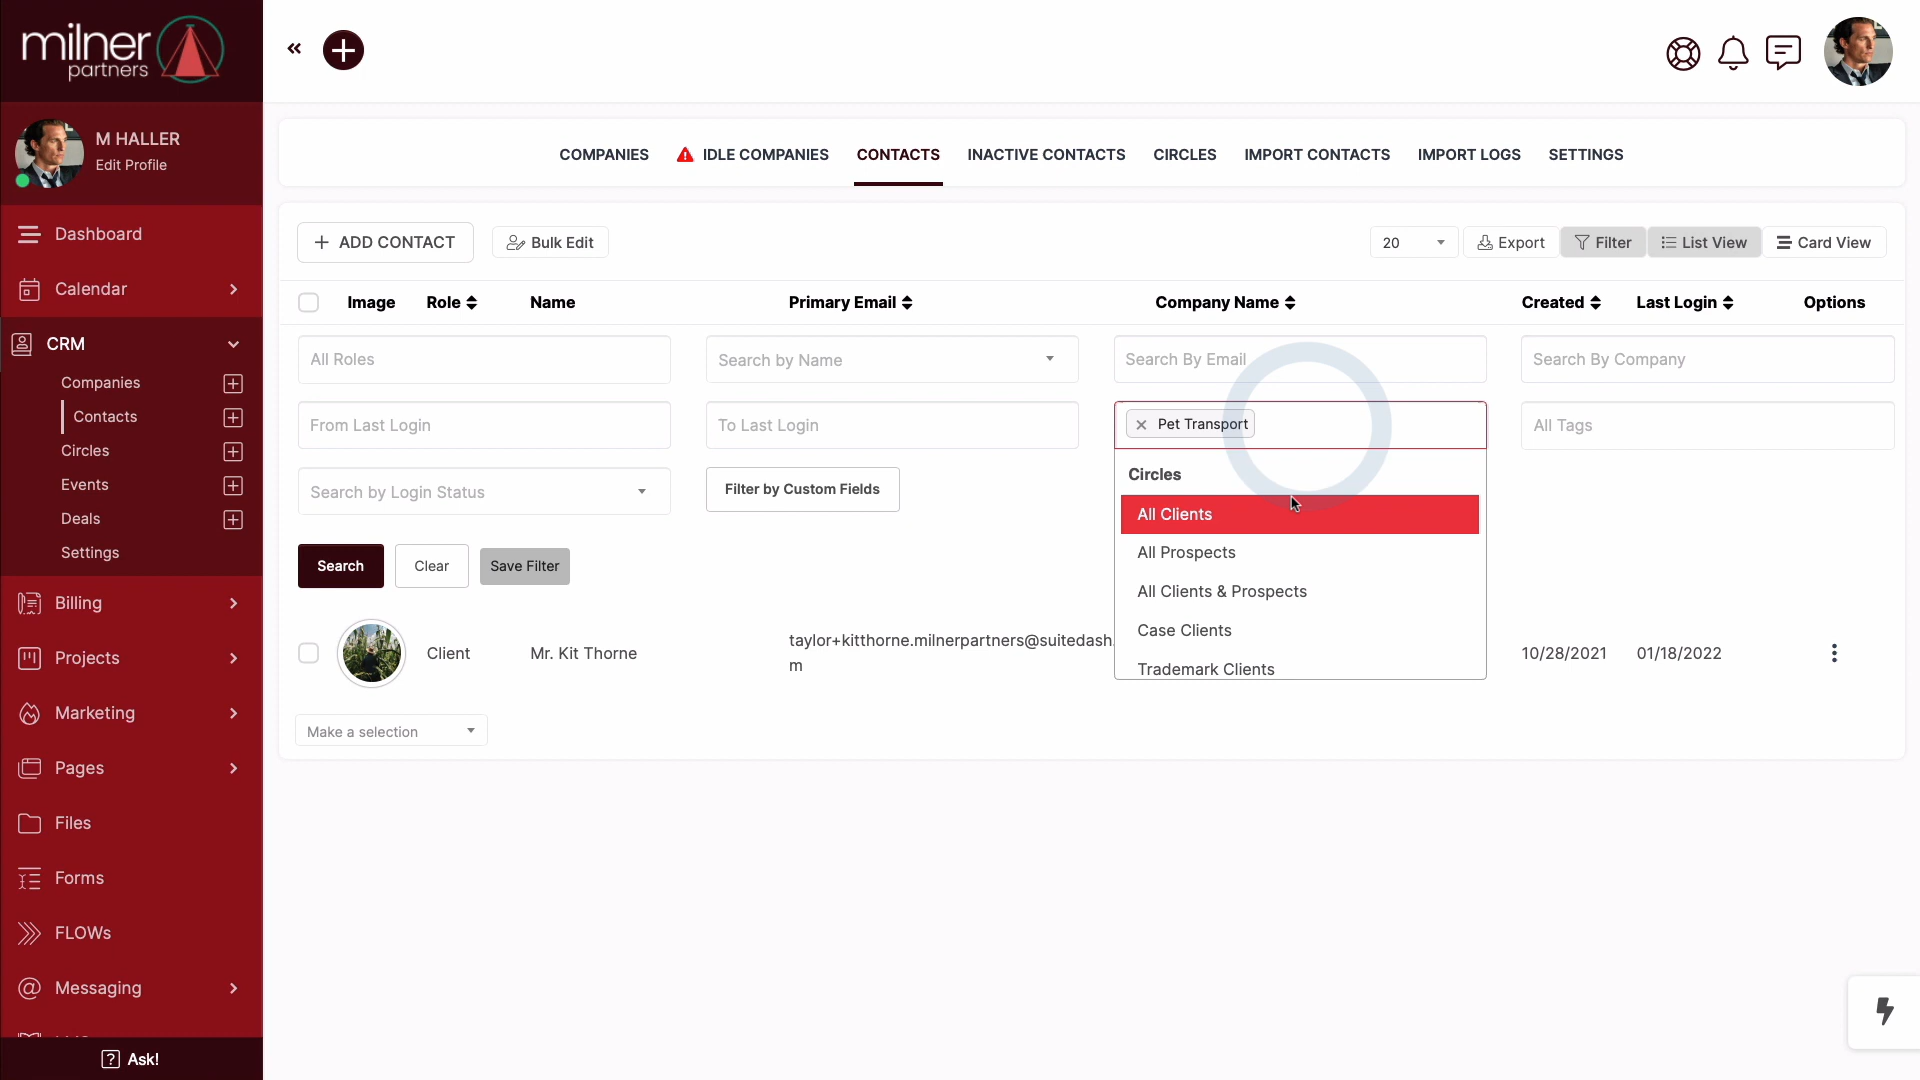 milner
partners
M HALLER
Edit Profile
Dashboard
Calendar
CRM
Companies
Contacts
Circles
Events
Deals
Settings
Billing
Projects
Marketing
Pages
Files
Forms
FLOWs
Messaging
? Ask!
COMPANIES IDLE COMPANIES CONTACTS INACTIVE CONTACTS CIRCLES IMPORT CONTACTS IMPORT LOGS SETTINGS
+ ADD CONTACT Bulk Edit 20 Export Filter List View Card View
Image Role Name Primary Email Company Name Created Last Login Options
All Roles Search by Name Search By Email Search By Company
From Last Login To Last Login × Pet Transport All Tags
Search by Login Status Filter by Custom Fields
Circles
All Clients
All Prospects
All Clients & Prospects
Case Clients
Trademark Clients
Search Clear Save Filter
Client Mr. Kit Thorne taylor+kitthorne.milnerpartners@suitedash. 10/28/2021 01/18/2022
m
Make a selection